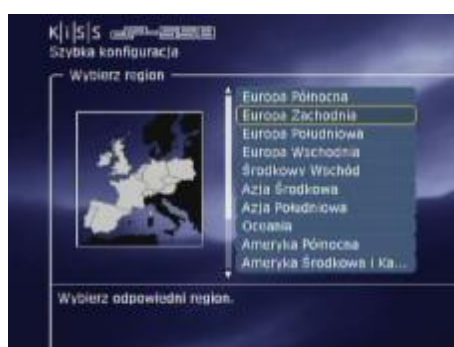 KiSS
Szybka konfiguracja
Wybierz region
Europa Północna
Europa Zachodnia
Europa Południowa
Europa Wschodnia
Środkowy Wschód
Azja Środkowa
Azja Południowa
Oceania
Ameryka Północna
Ameryka Środkowa i Ka...
Wybierz odpowiedni region.